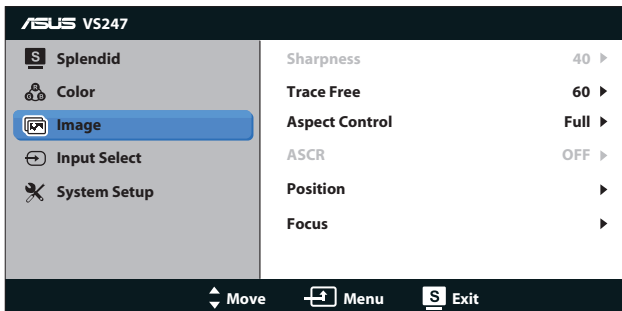 ASUS VS247
S Splendid
Color
Image
Input Select
System Setup
Sharpness 40
Trace Free 60
Aspect Control Full
ASCR OFF
Position
Focus
Move Menu S Exit